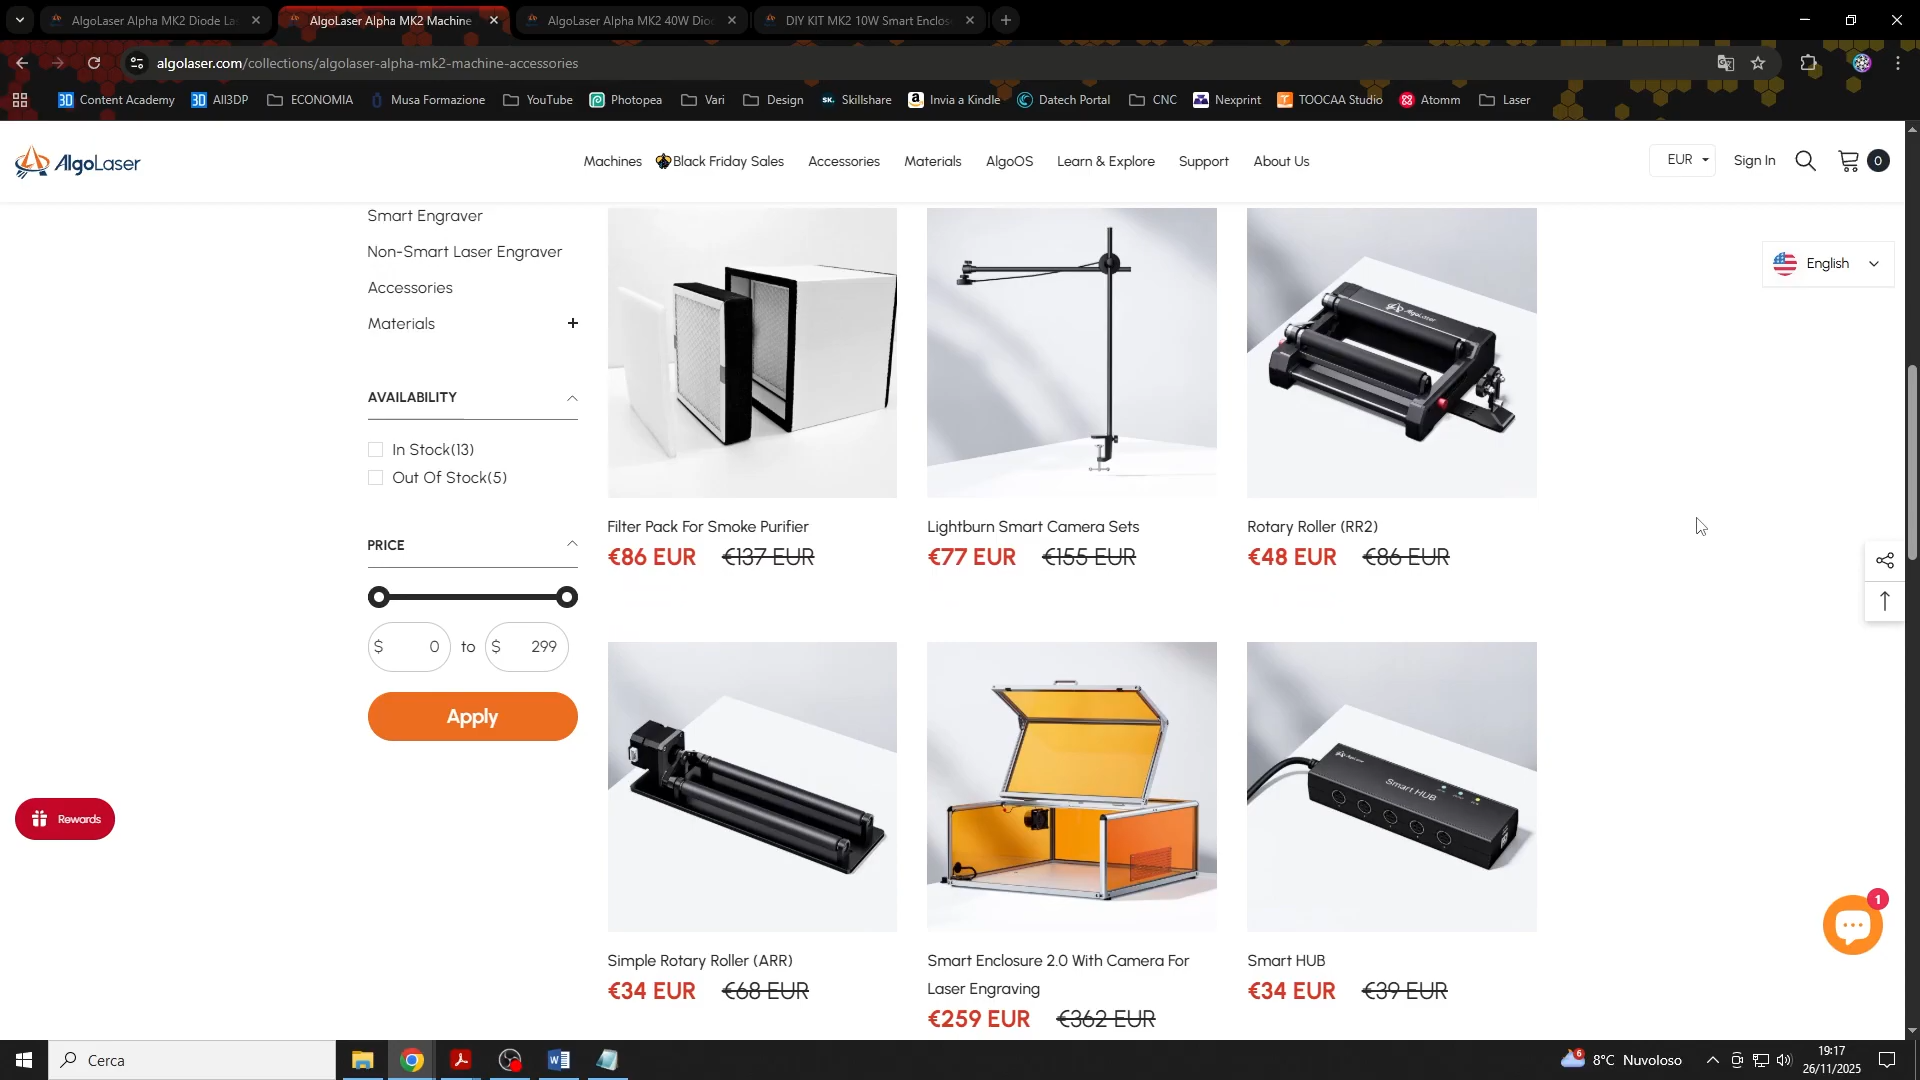 AlgoLaser Alpha MK2 Diode La
AlgoLaser Alpha MK2 Machine
AlgoLaser Alpha MK2 40W Dio
DIY KIT MK2 10W Smart Enclos
algolaser.com/collections/algolaser-alpha-mk2-machine-accessories
Content Academy
All3DP
ECONOMIA
Musa Formazione
YouTube
Photopea
Vari
Design
Skillshare
Invia a Kindle
Datech Portal
CNC
Nexprint
TOOCAA Studio
Atomm
Laser
AlgoLaser
Machines
Black Friday Sales
Accessories
Materials
AlgoOS
Learn & Explore
Support
About Us
EUR
Sign In
0
English
Smart Engraver
Non-Smart Laser Engraver
Accessories
Materials
AVAILABILITY
In Stock(13)
Out Of Stock(5)
PRICE
$ 0 to $ 299
Apply
Rewards
Filter Pack For Smoke Purifier
€86 EUR €137 EUR
Lightburn Smart Camera Sets
€77 EUR €155 EUR
AlgoLaser
Rotary Roller (RR2)
€48 EUR €86 EUR
Simple Rotary Roller (ARR)
€34 EUR €68 EUR
Smart Enclosure 2.0 With Camera For
Laser Engraving
€259 EUR €362 EUR
Smart HUB
Smart HUB
€34 EUR €39 EUR
1
Cerca
6
8°C Nuvoloso
19:17
26/11/2025